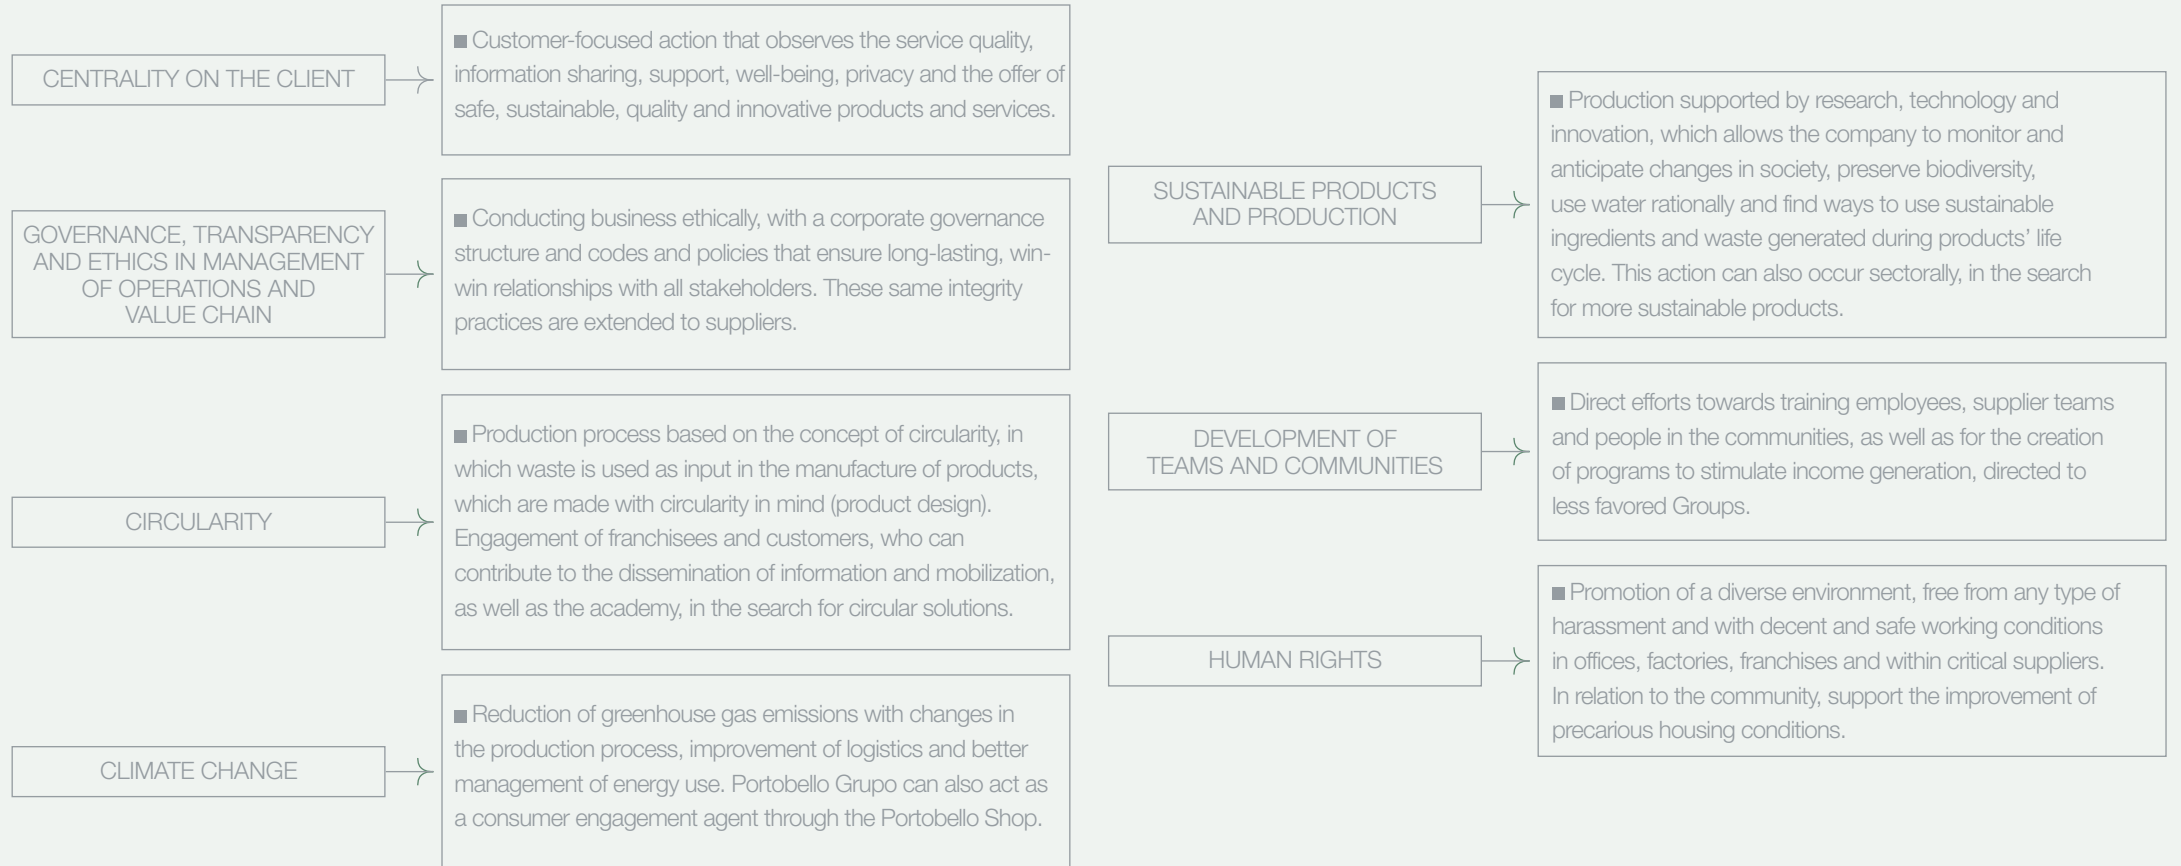 CENTRALITY ON THE CLIENT
■ Customer-focused action that observes the service quality,
information sharing, support, well-being, privacy and the offer of
safe, sustainable, quality and innovative products and services.
GOVERNANCE, TRANSPARENCY
AND ETHICS IN MANAGEMENT
OF OPERATIONS AND
VALUE CHAIN
■ Conducting business ethically, with a corporate governance
structure and codes and policies that ensure long-lasting, win-
win relationships with all stakeholders. These same integrity
practices are extended to suppliers.
CIRCULARITY
■ Production process based on the concept of circularity, in
which waste is used as input in the manufacture of products,
which are made with circularity in mind (product design).
Engagement of franchisees and customers, who can
contribute to the dissemination of information and mobilization,
as well as the academy, in the search for circular solutions.
CLIMATE CHANGE
■ Reduction of greenhouse gas emissions with changes in
the production process, improvement of logistics and better
management of energy use. Portobello Grupo can also act as
a consumer engagement agent through the Portobello Shop.
SUSTAINABLE PRODUCTS
AND PRODUCTION
■ Production supported by research, technology and
innovation, which allows the company to monitor and
anticipate changes in society, preserve biodiversity,
use water rationally and find ways to use sustainable
ingredients and waste generated during products’ life
cycle. This action can also occur sectorally, in the search
for more sustainable products.
DEVELOPMENT OF
TEAMS AND COMMUNITIES
■ Direct efforts towards training employees, supplier teams
and people in the communities, as well as for the creation
of programs to stimulate income generation, directed to
less favored Groups.
HUMAN RIGHTS
■ Promotion of a diverse environment, free from any type of
harassment and with decent and safe working conditions
in offices, factories, franchises and within critical suppliers.
In relation to the community, support the improvement of
precarious housing conditions.